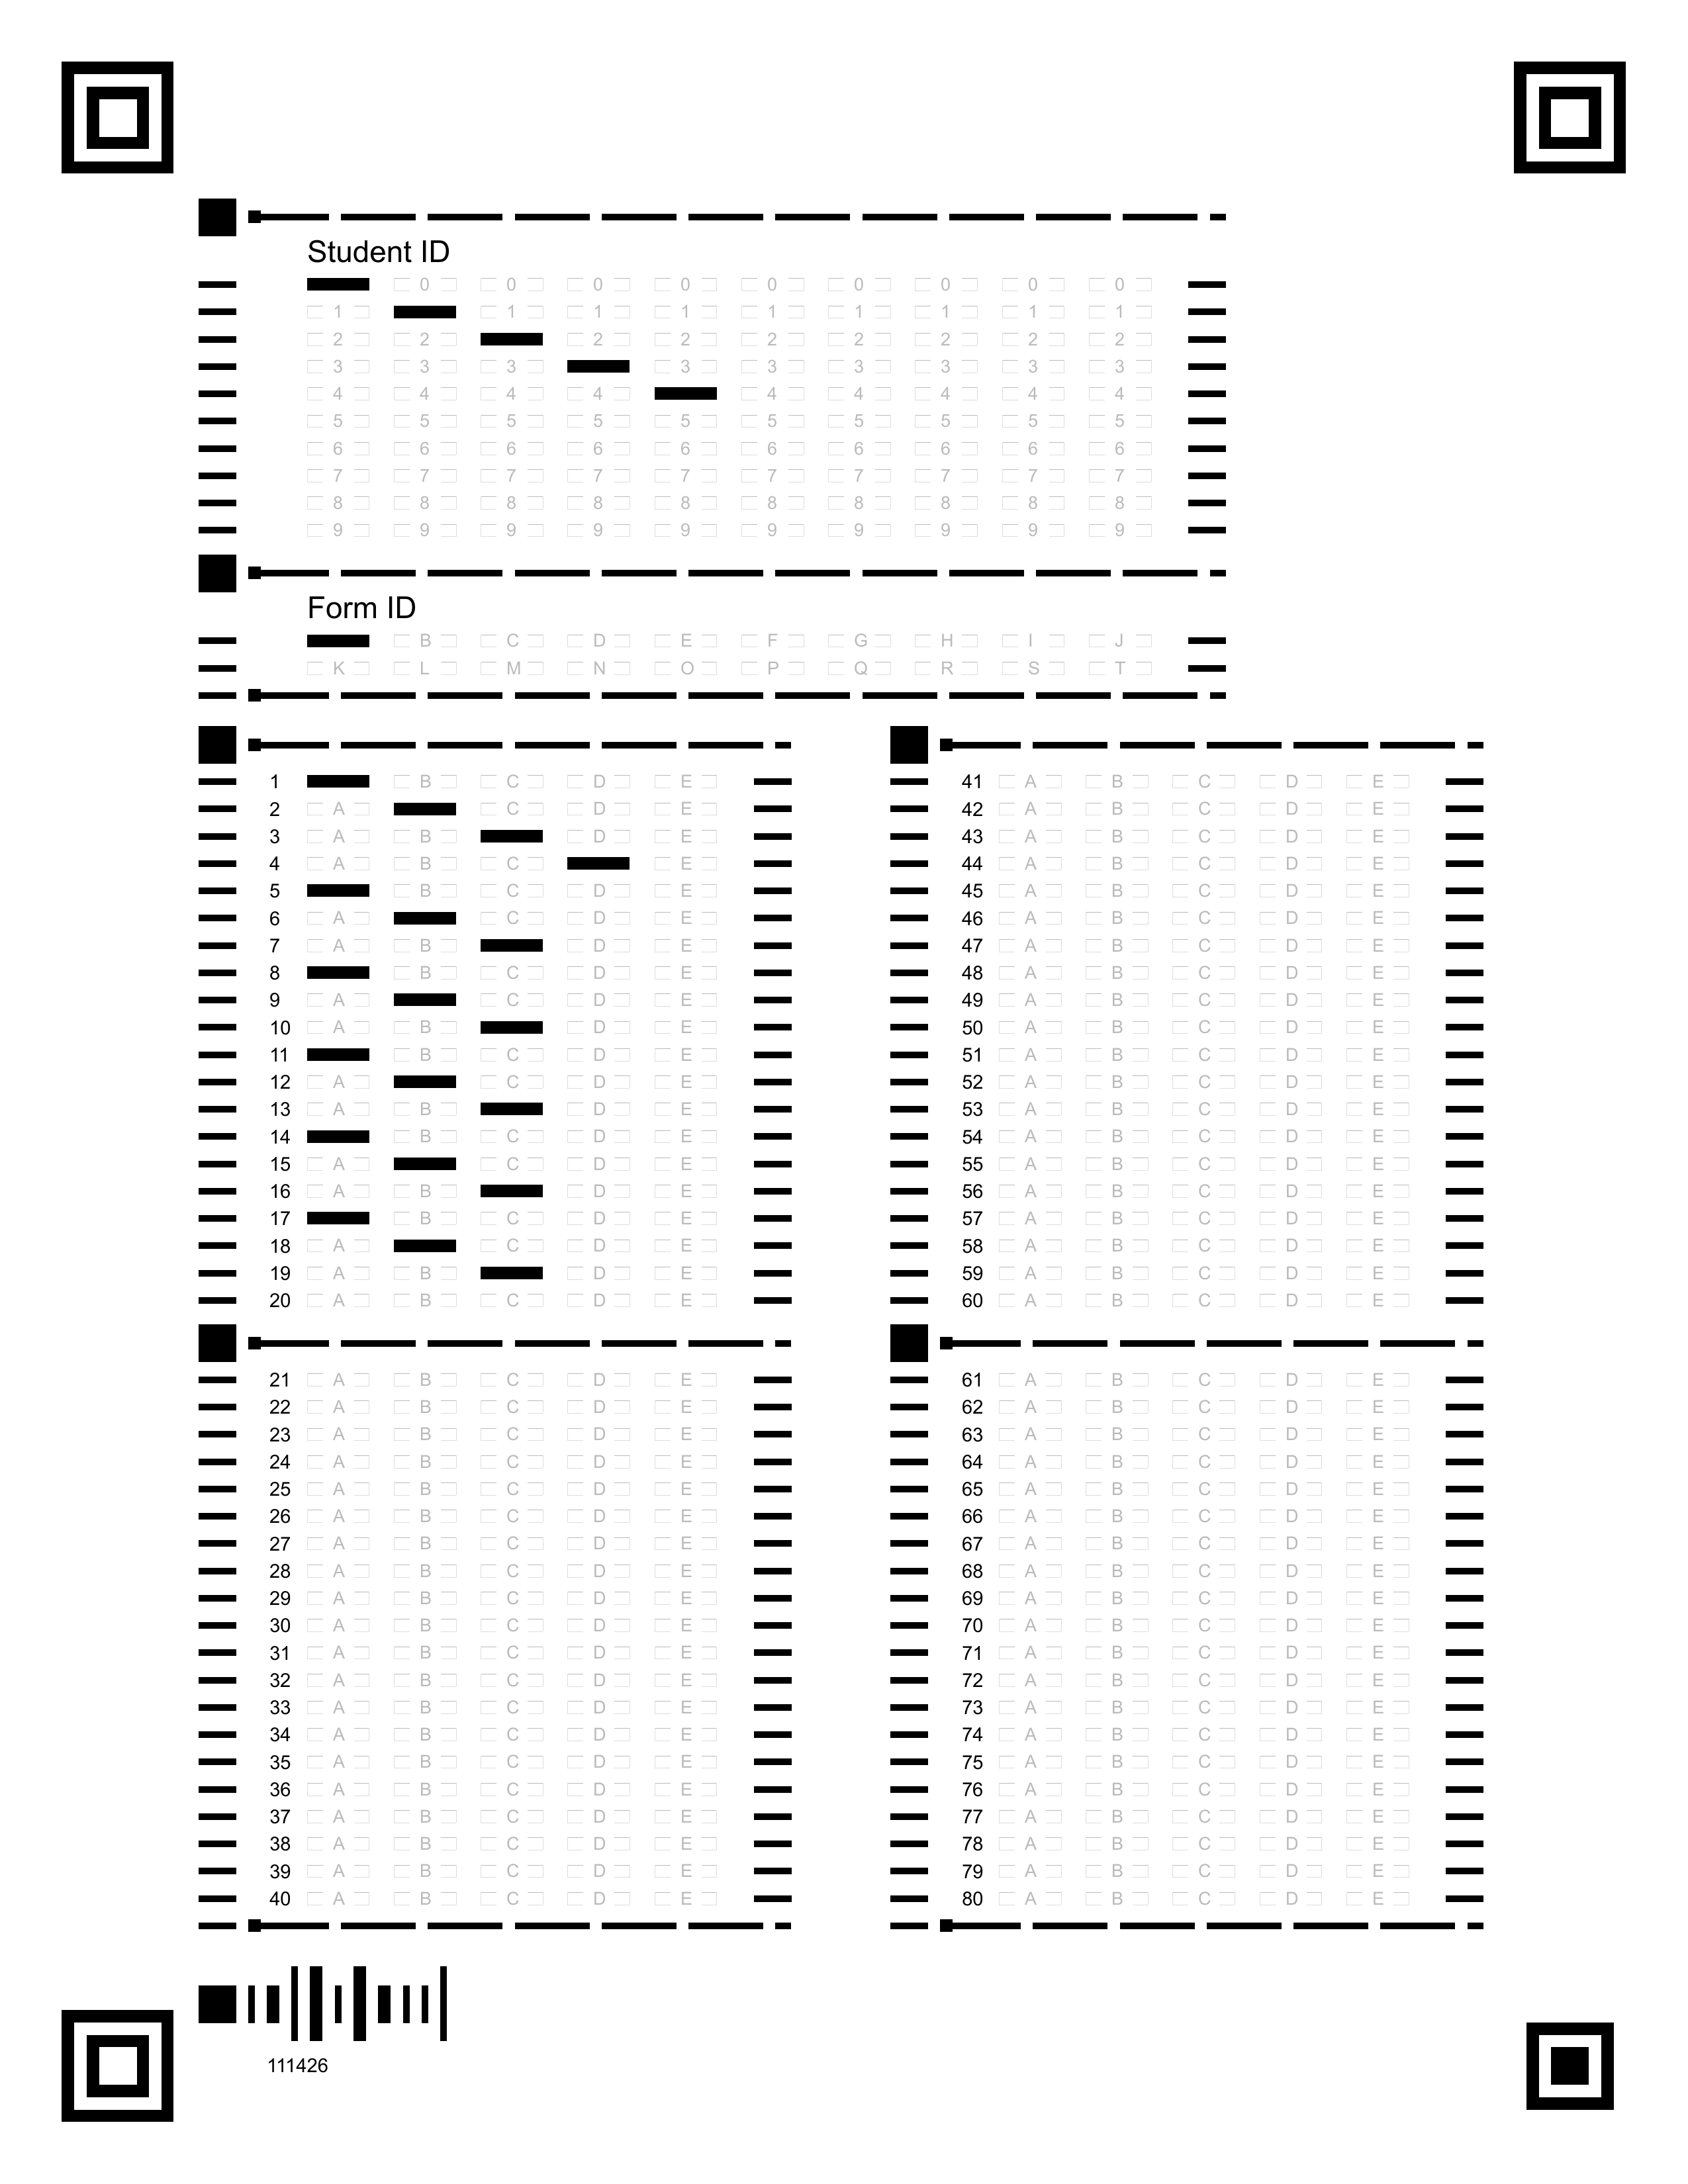 Student ID
0 0 0 0 0 0 0 0 0
1 1 1 1 1 1 1 1 1
2 2 2 2 2 2 2 2 2
3 3 3 3 3 3 3 3 3
4 4 4 4 4 4 4 4 4
5 5 5 5 5 5 5 5 5 5
6 6 6 6 6 6 6 6 6 6
7 7 7 7 7 7 7 7 7 7
8 8 8 8 8 8 8 8 8 8
9 9 9 9 9 9 9 9 9 9
Form ID
B C D E F G H I J
K L M N O P Q R S T
1 B C D E
2 A C D E
3 A B D E
4 A B C E
5 B C D E
6 A C D E
7 A B D E
8 B C D E
9 A C D E
10 A B D E
11 B C D E
12 A C D E
13 A B D E
14 B C D E
15 A C D E
16 A B D E
17 B C D E
18 A C D E
19 A B D E
20 A B C D E
21 A B C D E
22 A B C D E
23 A B C D E
24 A B C D E
25 A B C D E
26 A B C D E
27 A B C D E
28 A B C D E
29 A B C D E
30 A B C D E
31 A B C D E
32 A B C D E
33 A B C D E
34 A B C D E
35 A B C D E
36 A B C D E
37 A B C D E
38 A B C D E
39 A B C D E
40 A B C D E
41 A B C D E
42 A B C D E
43 A B C D E
44 A B C D E
45 A B C D E
46 A B C D E
47 A B C D E
48 A B C D E
49 A B C D E
50 A B C D E
51 A B C D E
52 A B C D E
53 A B C D E
54 A B C D E
55 A B C D E
56 A B C D E
57 A B C D E
58 A B C D E
59 A B C D E
60 A B C D E
61 A B C D E
62 A B C D E
63 A B C D E
64 A B C D E
65 A B C D E
66 A B C D E
67 A B C D E
68 A B C D E
69 A B C D E
70 A B C D E
71 A B C D E
72 A B C D E
73 A B C D E
74 A B C D E
75 A B C D E
76 A B C D E
77 A B C D E
78 A B C D E
79 A B C D E
80 A B C D E
111426